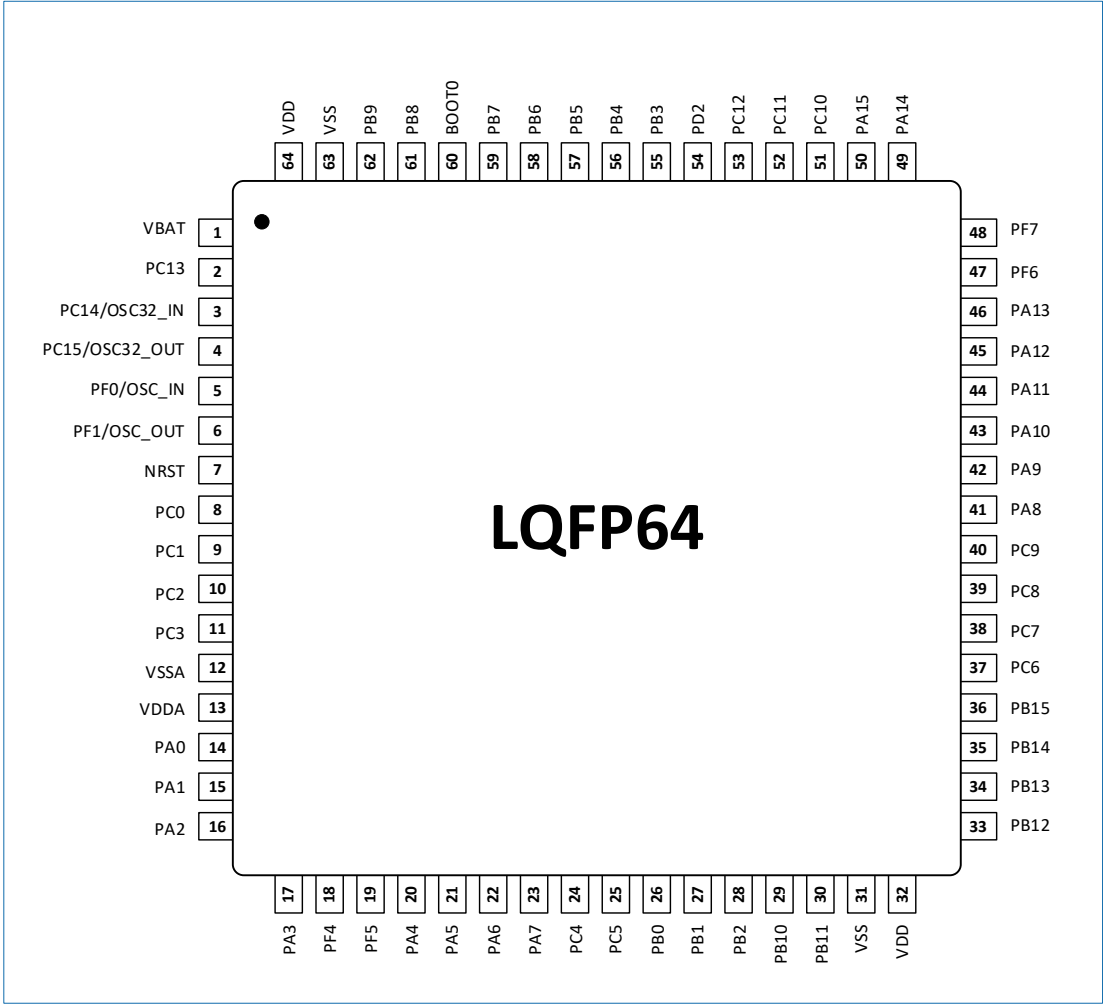 VDD VSS PB9 PB8 BOOT0 PB7 PB6 PB5 PB4 PB3 PD2 PC12 PC11 PC10 PA15 PA14
64 63 62 61 60 59 58 57 56 55 54 53 52 51 50 49
VBAT 1 48 PF7
PC13 2 47 PF6
PC14/OSC32_IN 3 46 PA13
PC15/OSC32_OUT 4 45 PA12
PF0/OSC_IN 5 44 PA11
PF1/OSC_OUT 6 43 PA10
NRST 7 42 PA9
PC0 8 41 PA8
LQFP64
PC1 9 40 PC9
PC2 10 39 PC8
PC3 11 38 PC7
VSSA 12 37 PC6
VDDA 13 36 PB15
PA0 14 35 PB14
PA1 15 34 PB13
PA2 16 33 PB12
17 18 19 20 21 22 23 24 25 26 27 28 29 30 31 32
PA3 PF4 PF5 PA4 PA5 PA6 PA7 PC4 PC5 PB0 PB1 PB2 PB10 PB11 VSS VDD